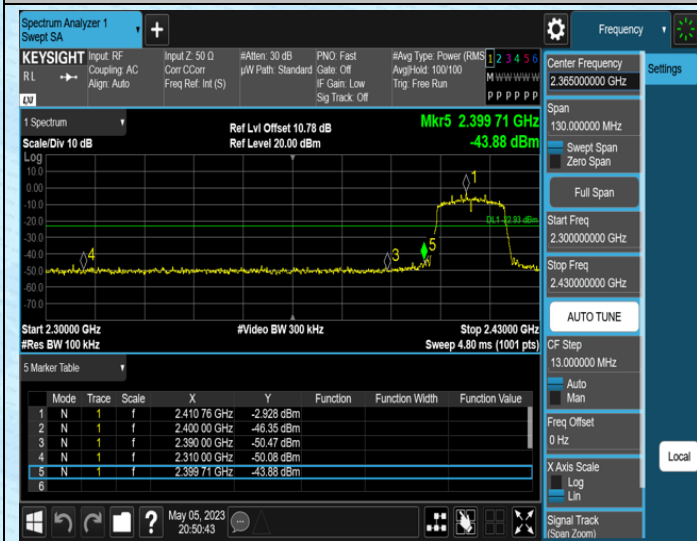 Spectrum Analyzer 1
Swept SA
Frequency
KEYSIGHT
RL
LXI
Input: RF
Coupling: AC
Align: Auto
Input Z: 50 Ω
Corr CCorr
Freq Ref: Int (S)
#Atten: 30 dB
µW Path: Standard
PNO: Fast
Gate: Off
IF Gain: Low
Sig Track: Off
#Avg Type: Power (RMS)
Avg|Hold: 100/100
Trig: Free Run
1 2 3 4 5 6
M W W W W W
P P P P P P
1 Spectrum
Scale/Div 10 dB
Ref Lvl Offset 10.78 dB
Ref Level 20.00 dBm
Mkr5 2.399 71 GHz
-43.88 dBm
Log
10.0
0.00
-10.0
-20.0
-30.0
-40.0
-50.0
-60.0
-70.0
1
3
4
5
DL1 -22.93 dBm
Start 2.30000 GHz
#Res BW 100 kHz
#Video BW 300 kHz
Stop 2.43000 GHz
Sweep 4.80 ms (1001 pts)
5 Marker Table
Mode Trace Scale X Y Function Function Width Function Value
1 N 1 f 2.410 76 GHz -2.928 dBm
2 N 1 f 2.400 00 GHz -46.35 dBm
3 N 1 f 2.390 00 GHz -50.47 dBm
4 N 1 f 2.310 00 GHz -50.08 dBm
5 N 1 f 2.399 71 GHz -43.88 dBm
6
May 05, 2023
20:50:43
Center Frequency
2.365000000 GHz
Settings
Span
130.000000 MHz
Swept Span
Zero Span
Full Span
Start Freq
2.300000000 GHz
Stop Freq
2.430000000 GHz
AUTO TUNE
CF Step
13.000000 MHz
Auto
Man
Freq Offset
0 Hz
X Axis Scale
Log
Lin
Local
Signal Track
(Span Zoom)